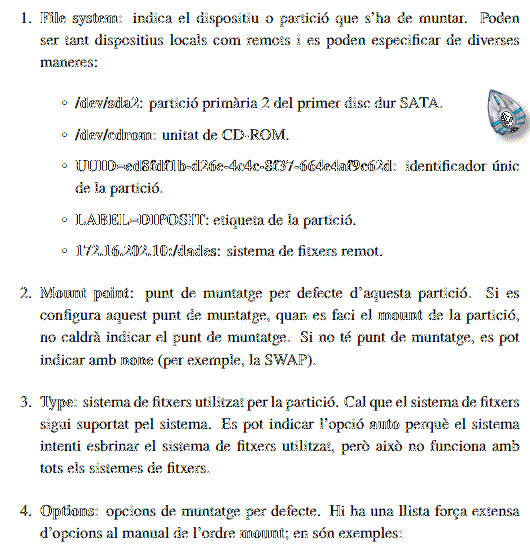 1. File system: indica el dispositiu o partició que s'ha de muntar. Poden
ser tant dispositius locals com remots i es poden especificar de diverses
maneres:
◦ /dev/sda2: partició primària 2 del primer disc dur SATA.
◦ /dev/cdrom: unitat de CD-ROM.
◦ UUID=ed8fdf1b-d26e-4c4c-8f37-664e4af9c62d: identificador únic
de la partició.
◦ LABEL=DIPOSIT: etiqueta de la partició.
◦ 172.16.202.10:/dades: sistema de fitxers remot.
2. Mount point: punt de muntatge per defecte d'aquesta partició. Si es
configura aquest punt de muntatge, quan es faci el mount de la partició,
no caldrà indicar el punt de muntatge. Si no té punt de muntatge, es pot
indicar amb none (per exemple, la SWAP).
3. Type: sistema de fitxers utilitzat per la partició. Cal que el sistema de fitxers
sigui suportat pel sistema. Es pot indicar l'opció auto perquè el sistema
intenti esbrinar el sistema de fitxers utilitzat, però això no funciona amb
tots els sistemes de fitxers.
4. Options: opcions de muntatge per defecte. Hi ha una llista força extensa
d'opcions al manual de l'ordre mount; en són exemples: